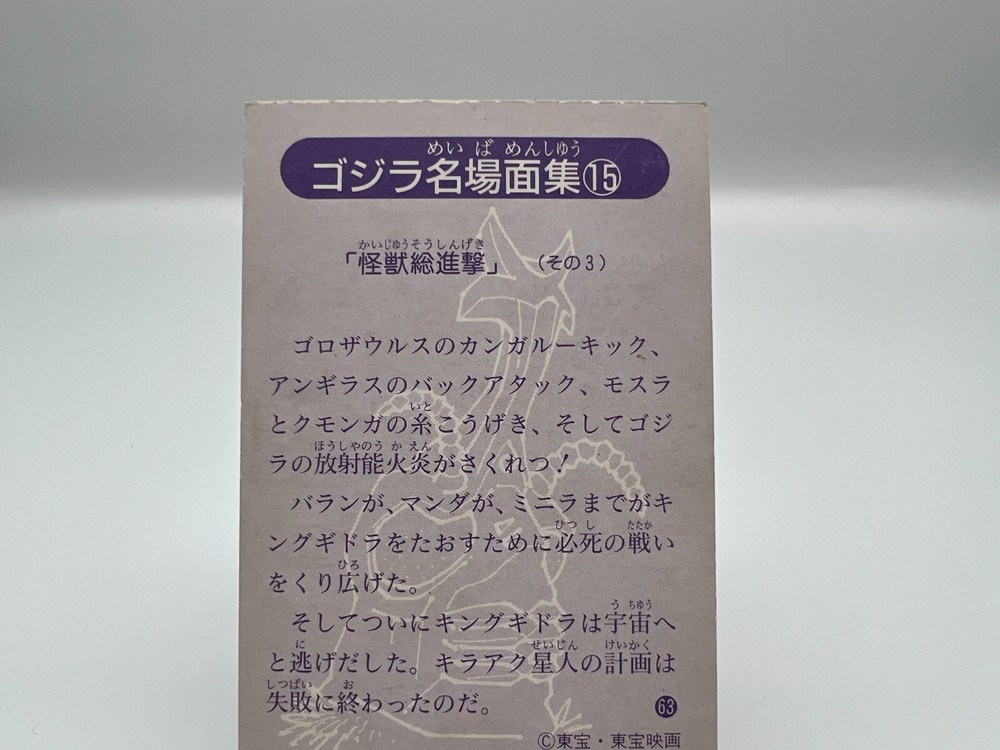 めい ば めんしゅう
ゴジラ名場面集⑮
かいじゅうそうしんげき
「怪獣総進撃」 (その3)
ゴロザウルスのカンガルーキック、
アンギラスのバックアタック、モスラ
いと
とクモンガの糸こうげき、そしてゴジ
ほうしゃのう か えん
ラの放射能火炎がさくれつ!
バランが、マンダが、ミニラまでがキ
ひつ し たたか
ングギドラをたおすために必死の戦い
ひろ
をくり広げた。
う ちゅう
そしてついにキングギドラは宇宙へ
に せいじん けいかく
と逃げだした。キラアク星人の計画は
しっぱい お
失敗に終わったのだ。
63
©東宝・東宝映画